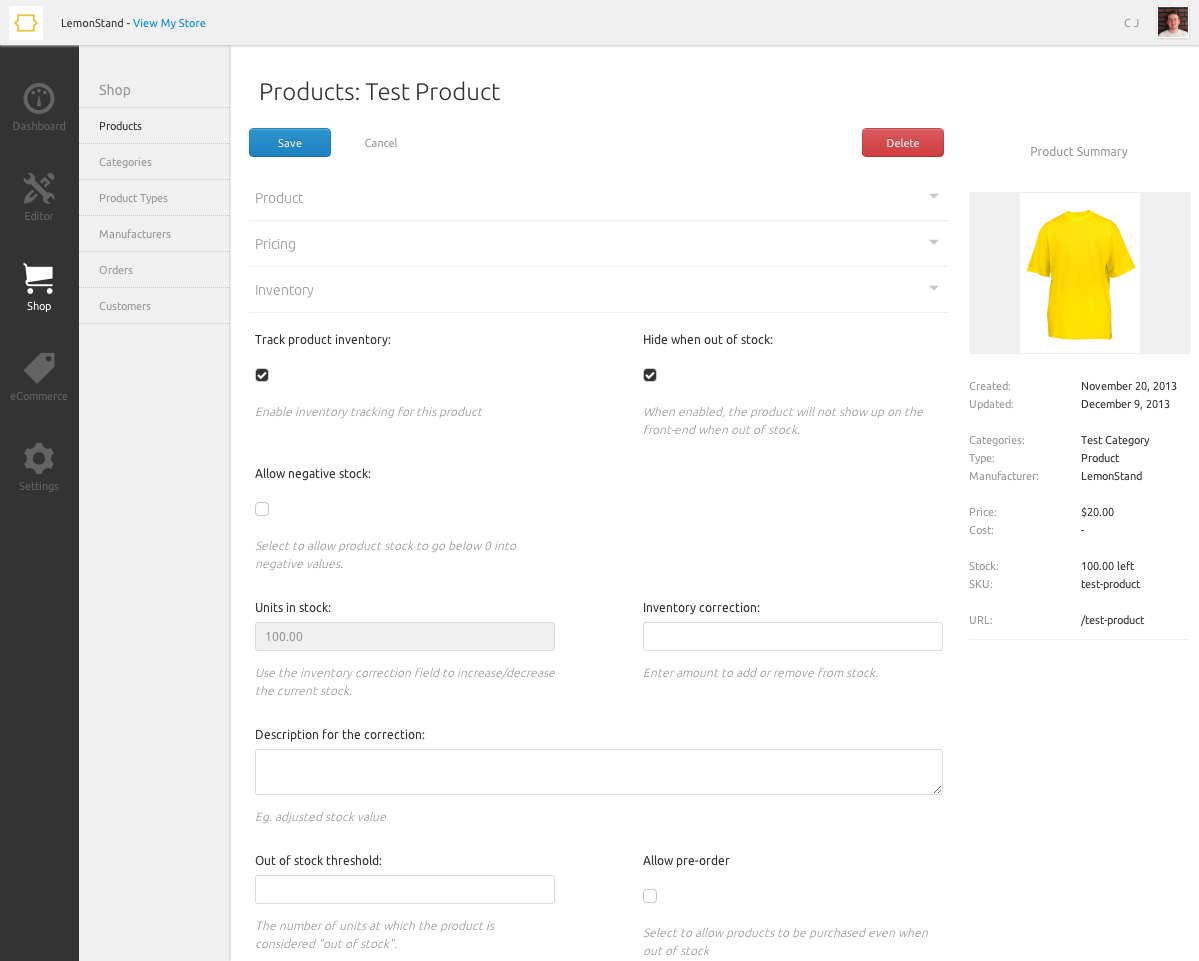 LemonStand - View My Store
C J
Dashboard
Editor
Shop
eCommerce
Settings
Shop
Products
Categories
Product Types
Manufacturers
Orders
Customers
Products: Test Product
Save
Cancel
Delete
Product
Pricing
Inventory
Track product inventory:
Enable inventory tracking for this product
Hide when out of stock:
When enabled, the product will not show up on the
front-end when out of stock.
Allow negative stock:
Select to allow product stock to go below 0 into
negative values.
Units in stock:
100.00
Use the inventory correction field to increase/decrease
the current stock.
Inventory correction:
Enter amount to add or remove from stock.
Description for the correction:
Eg. adjusted stock value
Out of stock threshold:
The number of units at which the product is
considered "out of stock".
Allow pre-order
Select to allow products to be purchased even when
out of stock
Product Summary
Created: November 20, 2013
Updated: December 9, 2013
Categories: Test Category
Type: Product
Manufacturer: LemonStand
Price: $20.00
Cost: -
Stock: 100.00 left
SKU: test-product
URL: /test-product